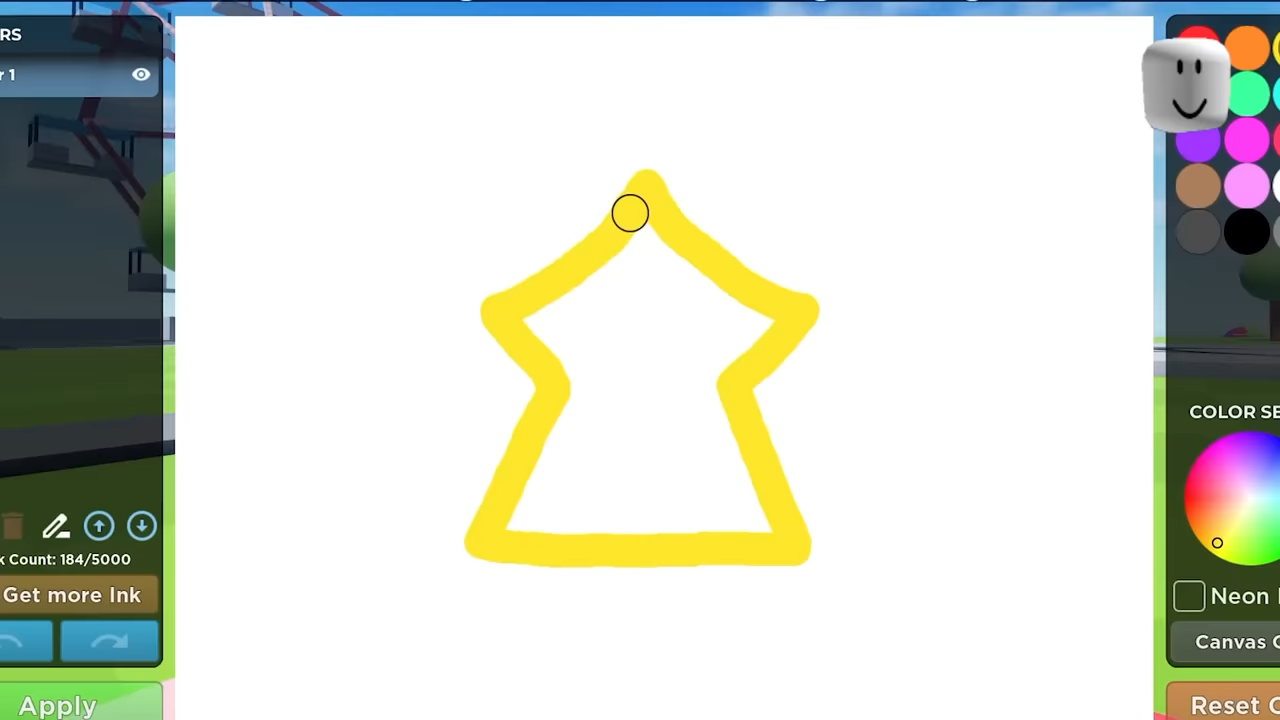 RS
r 1
k Count: 184/5000
Get more Ink
Apply
COLOR SE
Neon
Canvas
Reset